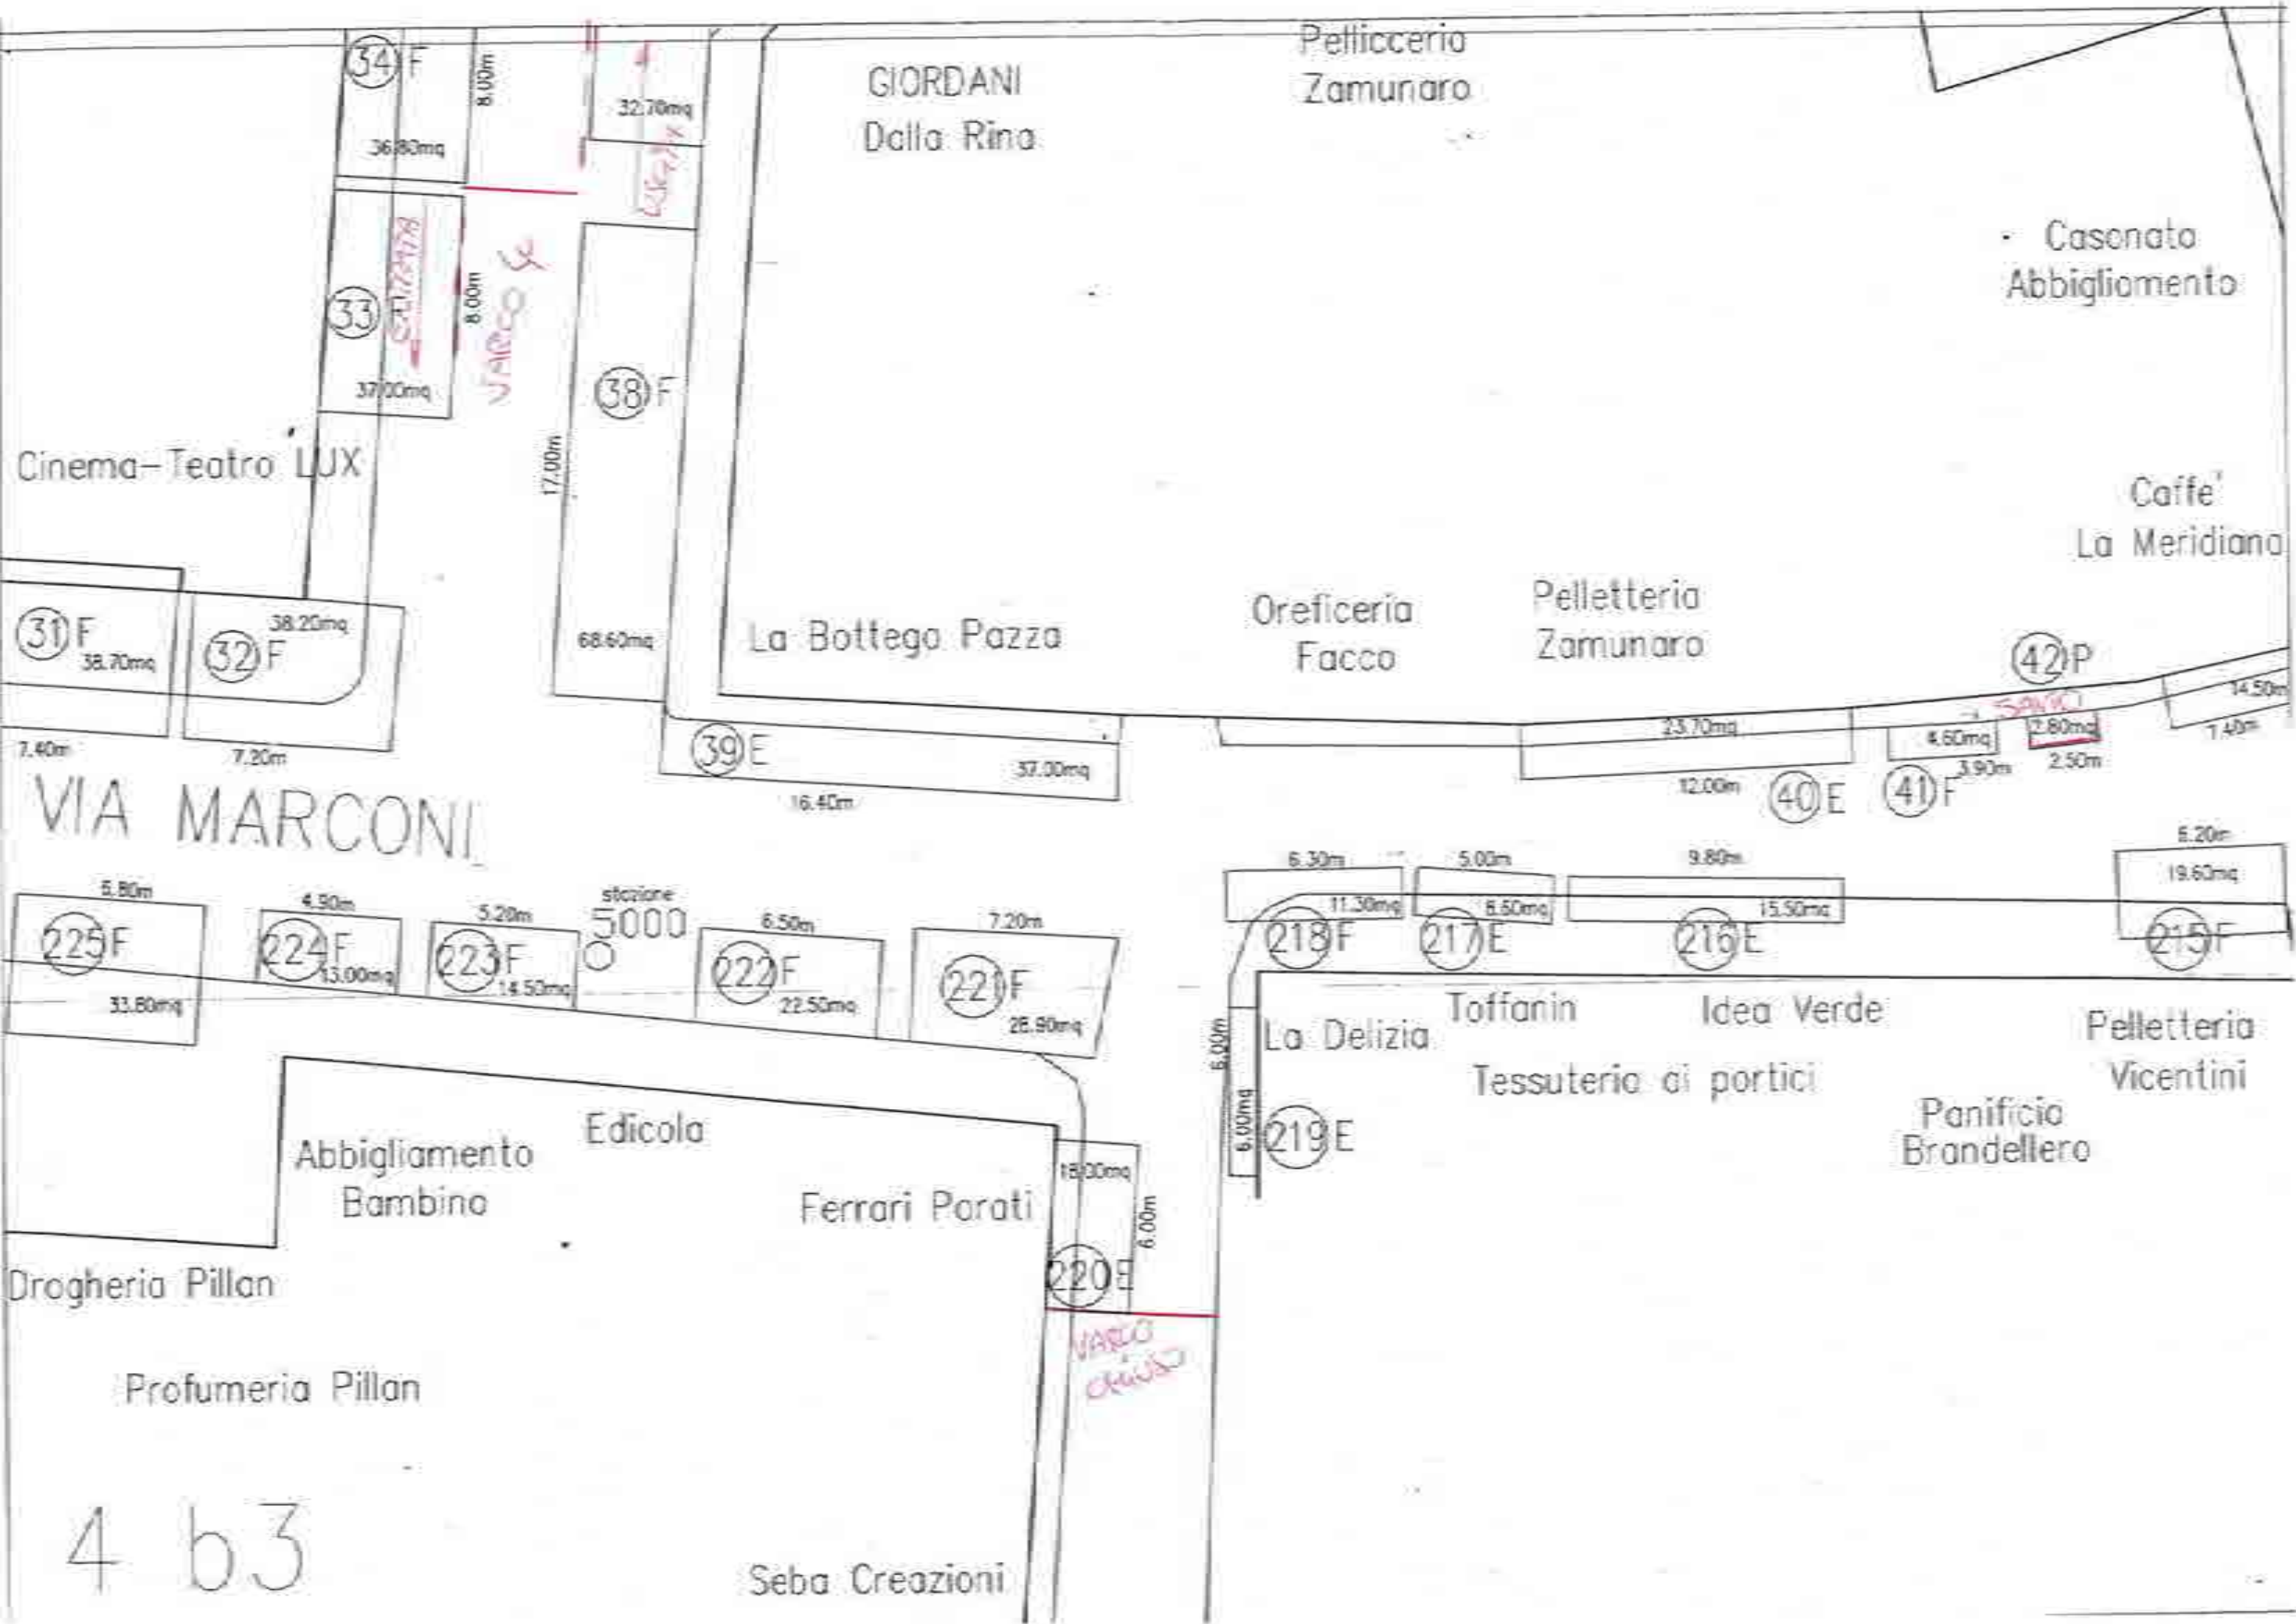 34 F
8.00m
36.80mq
32.70mq
USCITA
GIORDANI
Dalla Rina
Pellicceria
Zamunaro
Casonato
Abbigliamento
33 F
ENTRATA
8.00m
37.00mq
VARCO 4
38 F
17.00m
68.60mq
Cinema-Teatro LUX
Caffe'
La Meridiana
31 F
38.70mq
7.40m
32 F
38.20mq
7.20m
La Bottega Pazza
Oreficeria
Facco
Pelletteria
Zamunaro
42 P
14.50m
7.40m
2.80mq
2.50m
4.60mq
3.90m
41 F
23.70mq
12.00m
40 E
39 E
37.00mq
16.40m
VIA MARCONI
5.80m
225 F
33.80mq
4.90m
224 F
13.00mq
5.20m
223 F
14.50mq
stazione
5000
6.50m
222 F
22.50mq
7.20m
221 F
28.90mq
6.30m
11.30mq
218 F
5.00m
8.60mq
217 E
9.80m
15.50mq
216 E
6.20m
19.60mq
215 F
La Delizia
Toffanin
Idea Verde
Tessuteria ai portici
Pelletteria
Vicentini
Panificio
Brandellero
6.00m
6.00mq
219 E
Abbigliamento
Bambino
Edicola
Ferrari Parati
18.00mq
6.00m
220 E
VARCO
CHIUSO
Drogheria Pillan
Profumeria Pillan
4 b3
Seba Creazioni